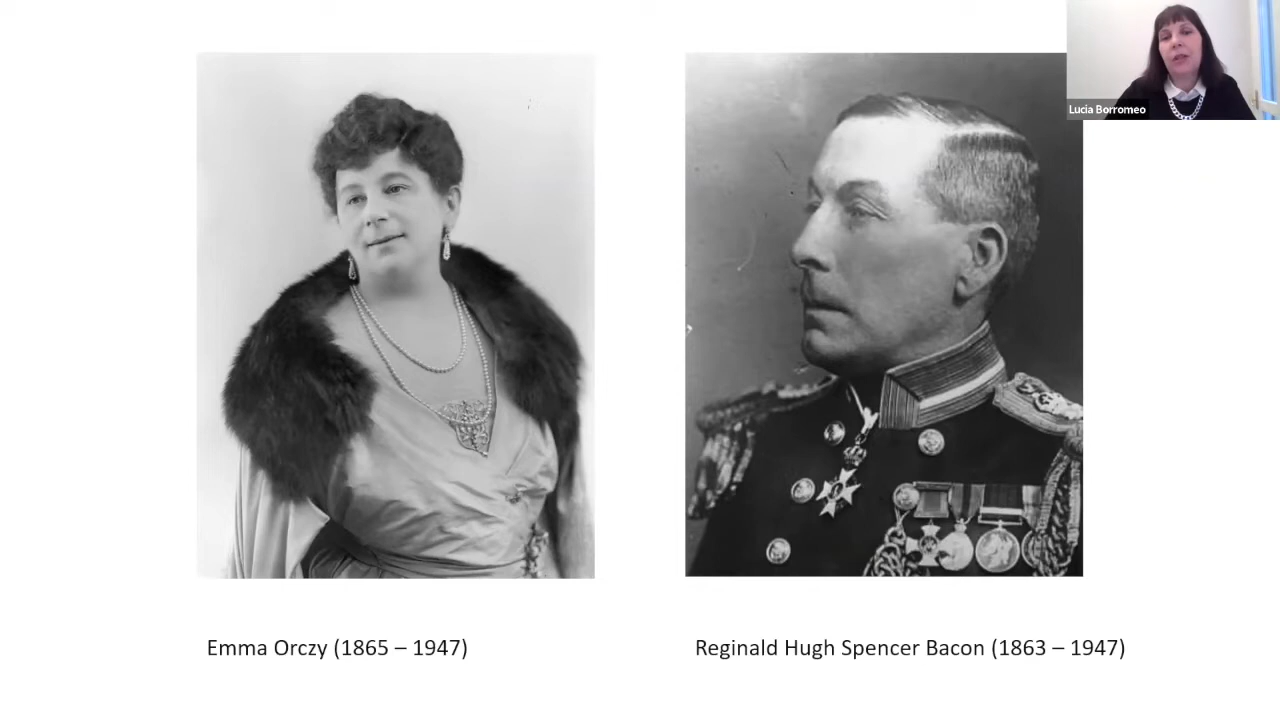 Lucia Borromeo
Emma Orczy (1865 – 1947)
Reginald Hugh Spencer Bacon (1863 – 1947)